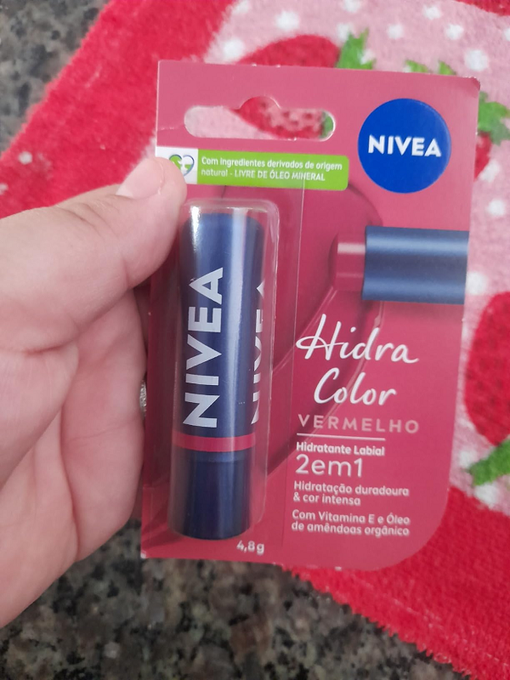 Com ingredientes derivados de origem
natural - LIVRE DE ÓLEO MINERAL
NIVEA
NIVEA
NIVEA
Hidra
Color
VERMELHO
Hidratante Labial
2em1
Hidratação duradoura
& cor intensa
Com Vitamina E e Óleo
de amêndoas orgânico
4,8g